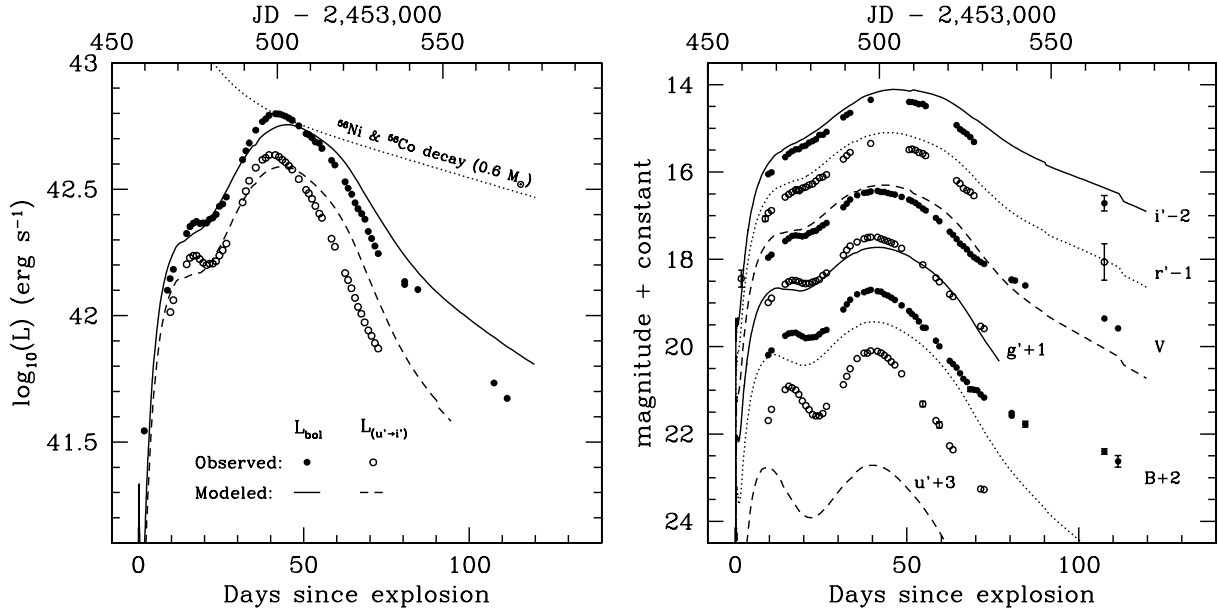 JD − 2,453,000
450 500 550
43
42.5
42
41.5
log₁₀(L) (erg s⁻¹)
⁵⁶Ni & ⁵⁶Co decay (0.6 M⊙)
L_bol L_(u'→i')
Observed:
Modeled:
0 50 100
Days since explosion
JD − 2,453,000
450 500 550
14
16
18
20
22
24
magnitude + constant
i'−2
r'−1
V
g'+1
B+2
u'+3
0 50 100
Days since explosion